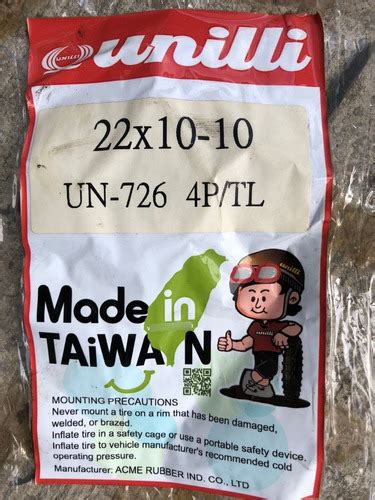 UNILLI
unilli
22x10-10
UN-726 4P/TL
unilli
Made in
TAiWAN
MOUNTING PRECAUTIONS
Never mount a tire on a rim that has been damaged,
welded, or brazed.
Inflate tire in a safety cage or use a portable safety device.
Inflate tire to vehicle manufacturer's recommended cold
operating pressure.
Manufacturer: ACME RUBBER IND. CO., LTD